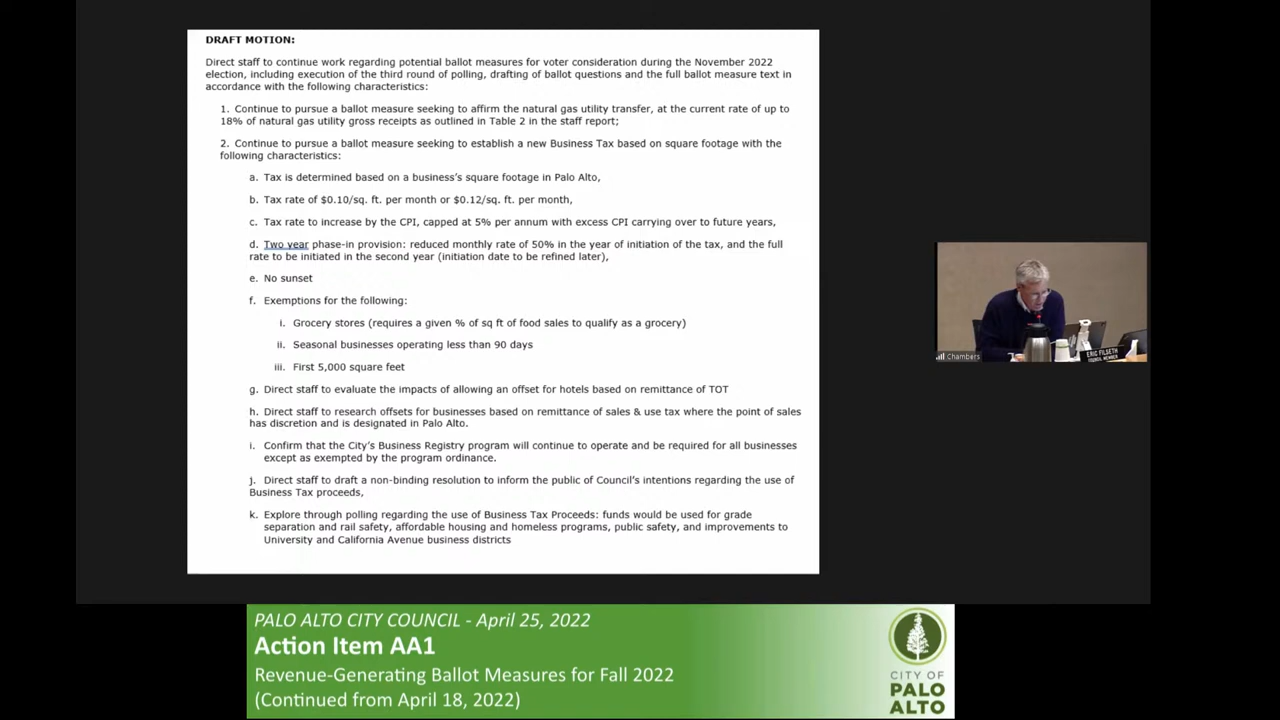 DRAFT MOTION:
Direct staff to continue work regarding potential ballot measures for voter consideration during the November 2022
election, including execution of the third round of polling, drafting of ballot questions and the full ballot measure text in
accordance with the following characteristics:
1. Continue to pursue a ballot measure seeking to affirm the natural gas utility transfer, at the current rate of up to
18% of natural gas utility gross receipts as outlined in Table 2 in the staff report;
2. Continue to pursue a ballot measure seeking to establish a new Business Tax based on square footage with the
following characteristics:
a. Tax is determined based on a business's square footage in Palo Alto,
b. Tax rate of $0.10/sq. ft. per month or $0.12/sq. ft. per month,
c. Tax rate to increase by the CPI, capped at 5% per annum with excess CPI carrying over to future years,
d. Two year phase-in provision: reduced monthly rate of 50% in the year of initiation of the tax, and the full
rate to be initiated in the second year (initiation date to be refined later),
e. No sunset
f. Exemptions for the following:
i. Grocery stores (requires a given % of sq ft of food sales to qualify as a grocery)
ii. Seasonal businesses operating less than 90 days
iii. First 5,000 square feet
g. Direct staff to evaluate the impacts of allowing an offset for hotels based on remittance of TOT
h. Direct staff to research offsets for businesses based on remittance of sales & use tax where the point of sales
has discretion and is designated in Palo Alto.
i. Confirm that the City's Business Registry program will continue to operate and be required for all businesses
except as exempted by the program ordinance.
j. Direct staff to draft a non-binding resolution to inform the public of Council's intentions regarding the use of
Business Tax proceeds,
k. Explore through polling regarding the use of Business Tax Proceeds: funds would be used for grade
separation and rail safety, affordable housing and homeless programs, public safety, and improvements to
University and California Avenue business districts
Chambers
ERIC FILSETH
COUNCIL MEMBER
PALO ALTO CITY COUNCIL - April 25, 2022
Action Item AA1
Revenue-Generating Ballot Measures for Fall 2022
(Continued from April 18, 2022)
CITY OF
PALO
ALTO